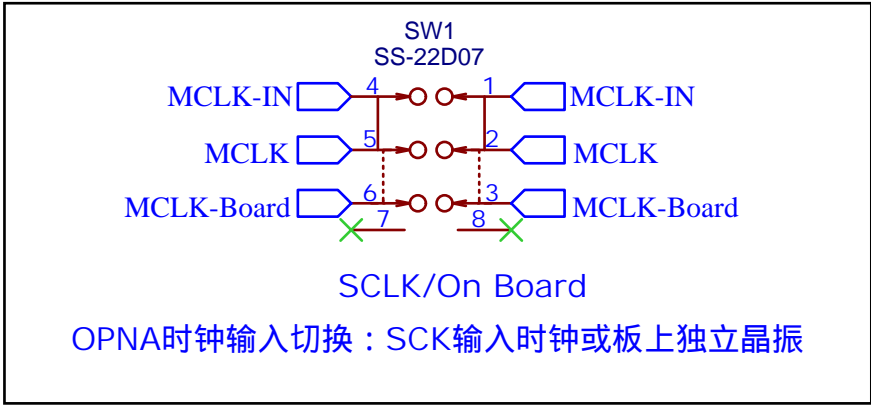 SW1
SS-22D07
MCLK-IN 4 1 MCLK-IN
MCLK 5 2 MCLK
MCLK-Board 6 3 MCLK-Board
7 8
SCLK/On Board
OPNA时钟输入切换：SCK输入时钟或板上独立晶振